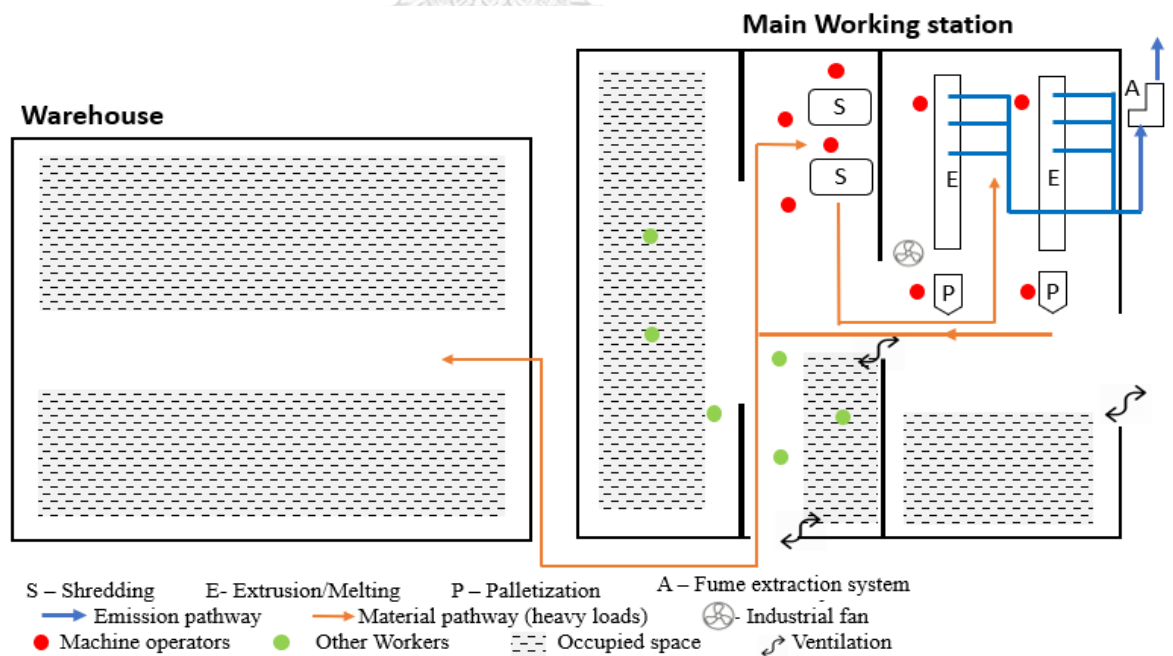 Main Working station
Warehouse
A
S
S
E
E
P
P
S – Shredding E- Extrusion/Melting P – Palletization A – Fume extraction system
Emission pathway Material pathway (heavy loads) - Industrial fan
Machine operators Other Workers Occupied space Ventilation